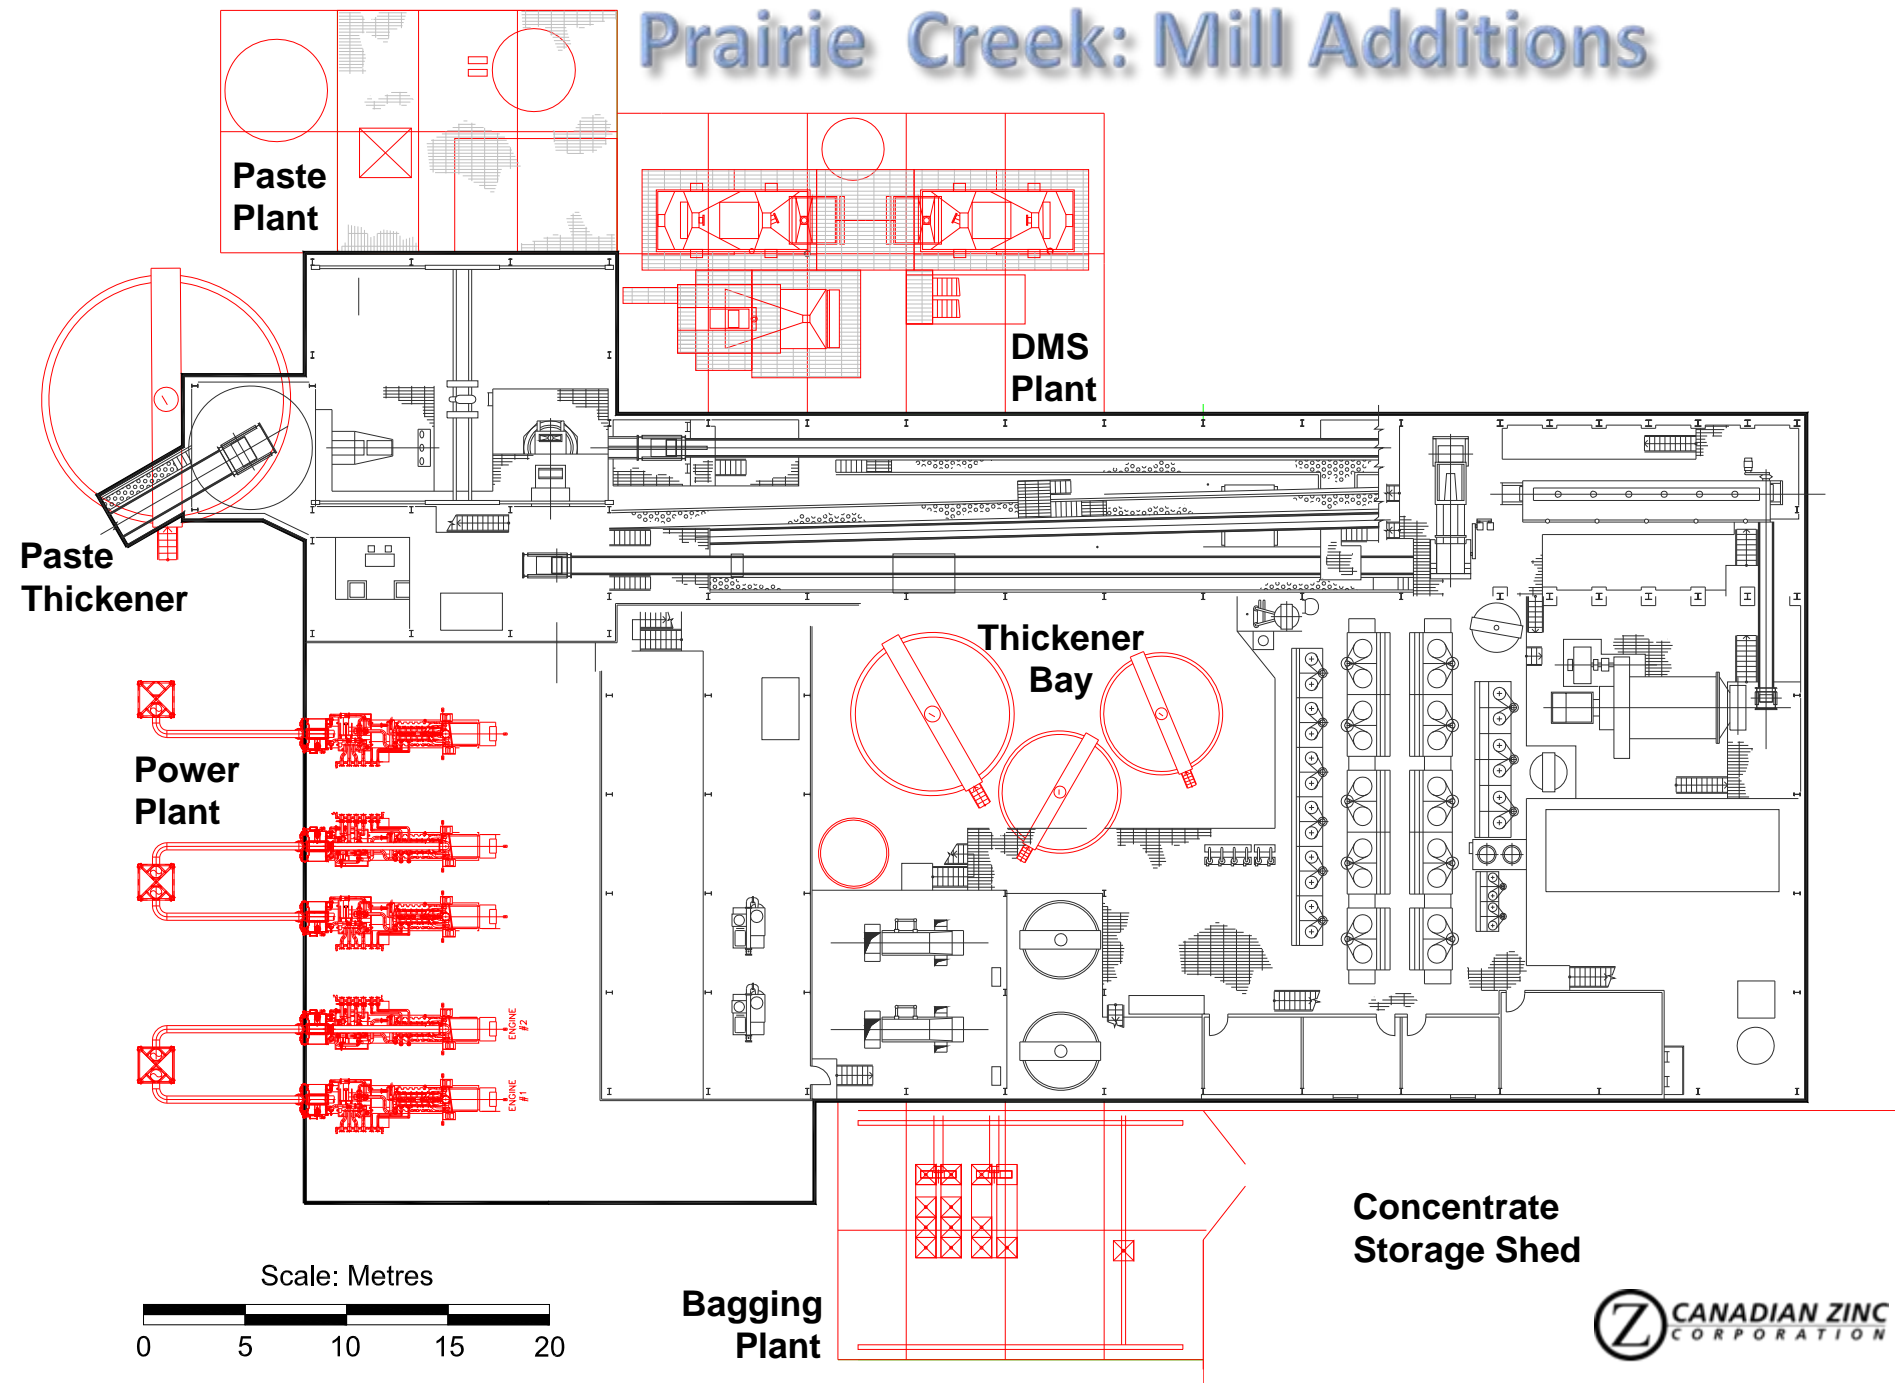 Prairie Creek: Mill Additions
Paste
Plant
DMS
Plant
Paste
Thickener
Thickener
Bay
Power
Plant
ENGINE
#2
ENGINE
#1
Concentrate
Storage Shed
Scale: Metres
0 5 10 15 20
Bagging
Plant
Z CANADIAN ZINC
CORPORATION